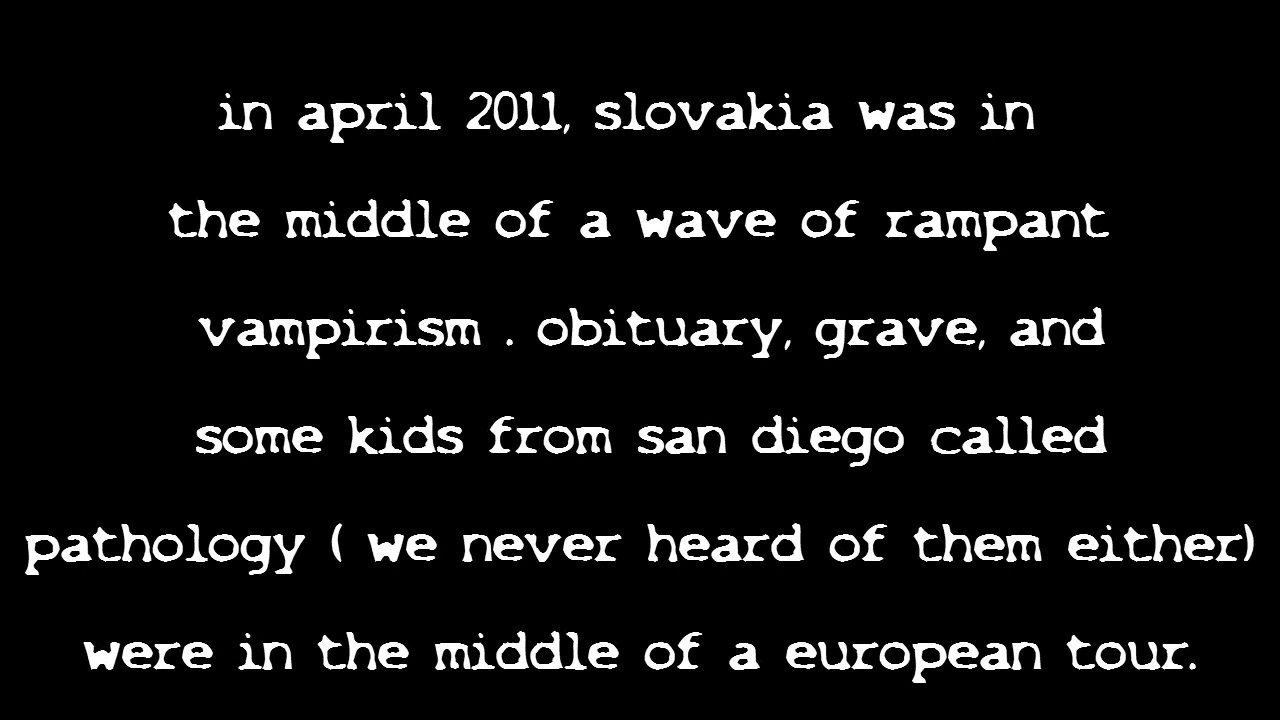 in april 2011, slovakia was in
the middle of a wave of rampant
vampirism . obituary, grave, and
some kids from san diego called
pathology ( we never heard of them either)
were in the middle of a european tour.